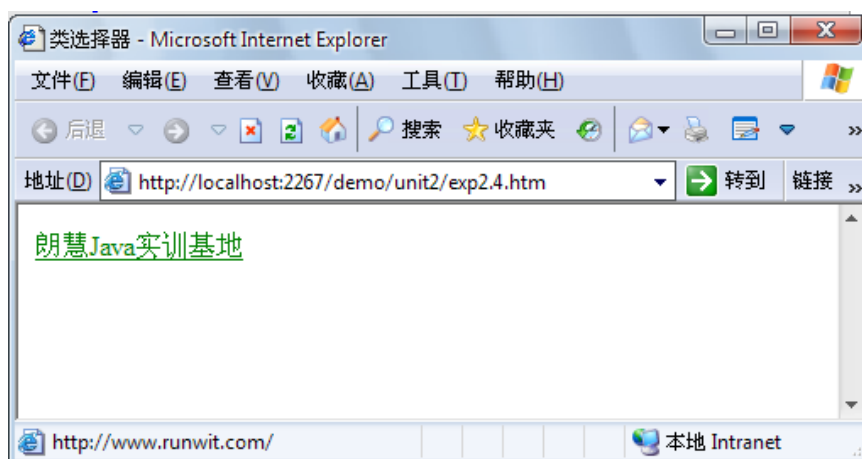 类选择器 - Microsoft Internet Explorer
文件(F) 编辑(E) 查看(V) 收藏(A) 工具(T) 帮助(H)
后退 搜索 收藏夹 »
地址(D) http://localhost:2267/demo/unit2/exp2.4.htm 转到 链接 »
朗慧Java实训基地
http://www.runwit.com/ 本地 Intranet